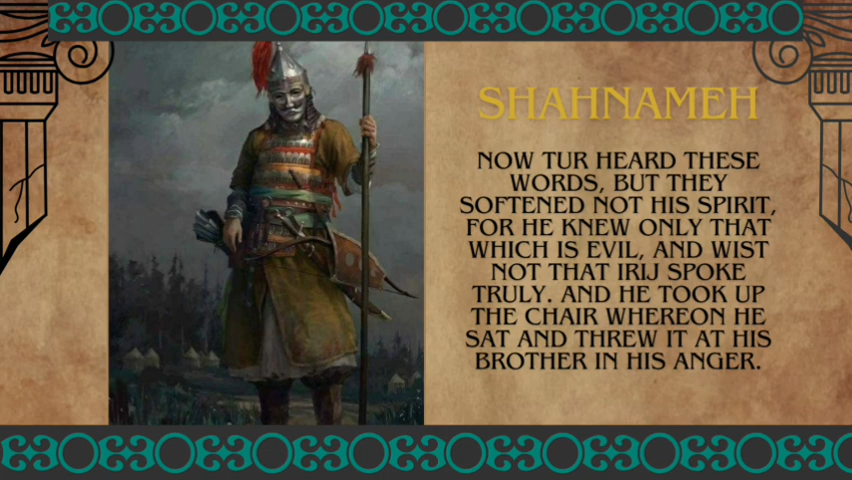 SHAHNAMEH
NOW TUR HEARD THESE
WORDS, BUT THEY
SOFTENED NOT HIS SPIRIT,
FOR HE KNEW ONLY THAT
WHICH IS EVIL, AND WIST
NOT THAT IRIJ SPOKE
TRULY. AND HE TOOK UP
THE CHAIR WHEREON HE
SAT AND THREW IT AT HIS
BROTHER IN HIS ANGER.